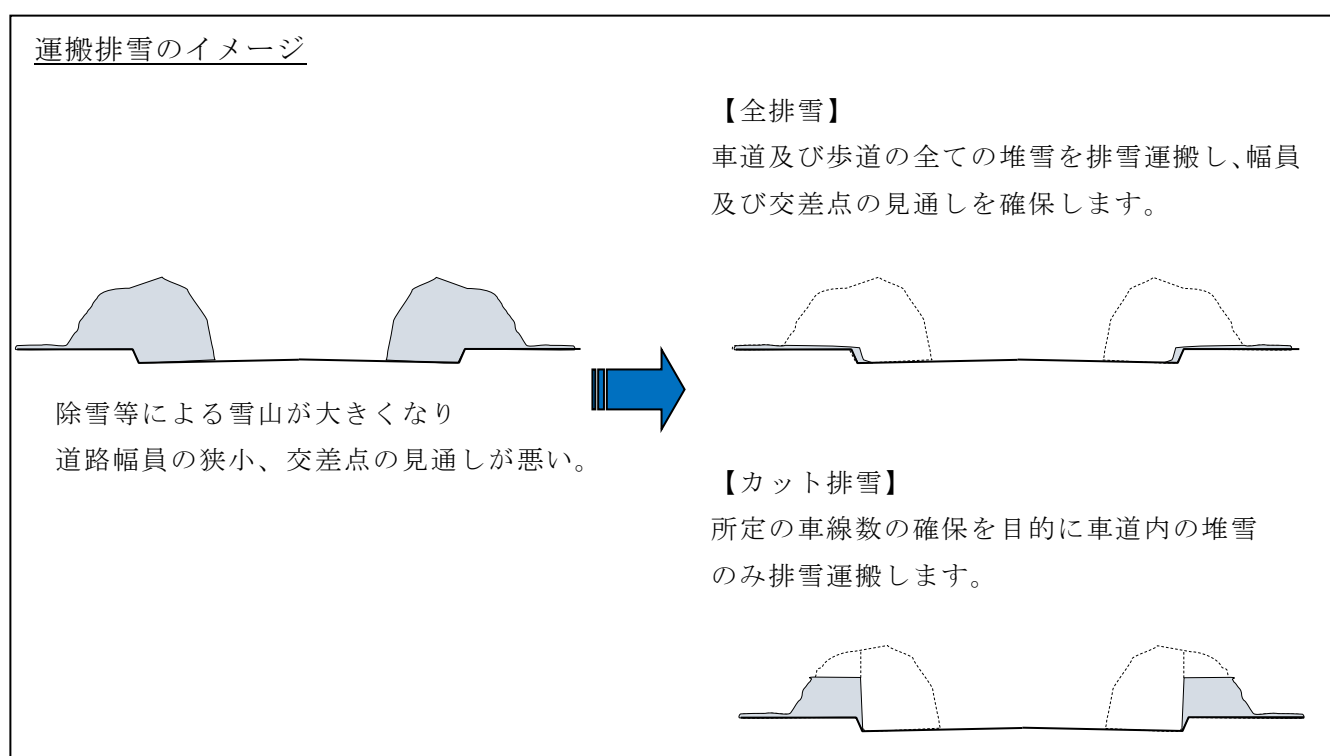 運搬排雪のイメージ
除雪等による雪山が大きくなり
道路幅員の狭小、交差点の見通しが悪い。
【全排雪】
車道及び歩道の全ての堆雪を排雪運搬し、幅員
及び交差点の見通しを確保します。
【カット排雪】
所定の車線数の確保を目的に車道内の堆雪
のみ排雪運搬します。